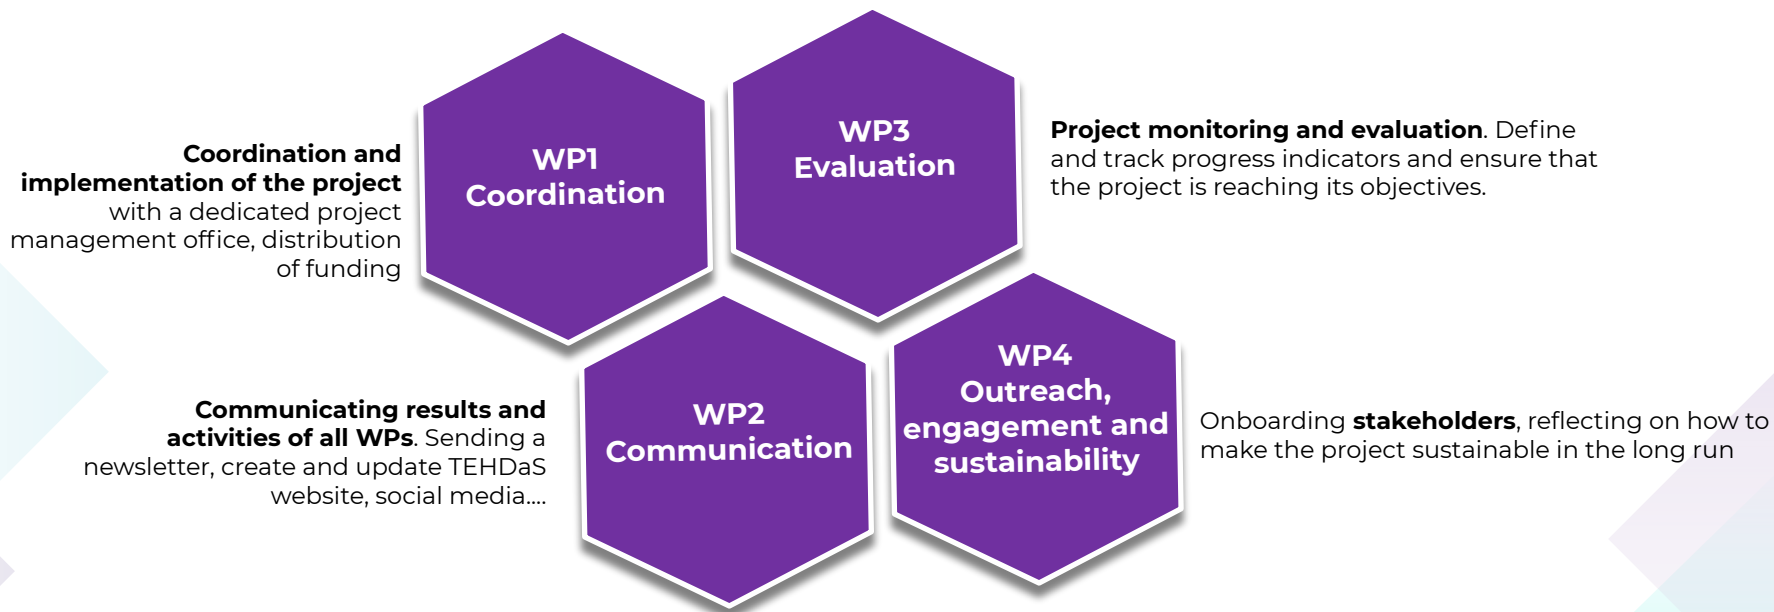 Coordination and
implementation of the project
with a dedicated project
management office, distribution
of funding
WP1
Coordination
WP3
Evaluation
Project monitoring and evaluation. Define
and track progress indicators and ensure that
the project is reaching its objectives.
Communicating results and
activities of all WPs. Sending a
newsletter, create and update TEHDaS
website, social media....
WP2
Communication
WP4
Outreach,
engagement and
sustainability
Onboarding stakeholders, reflecting on how to
make the project sustainable in the long run